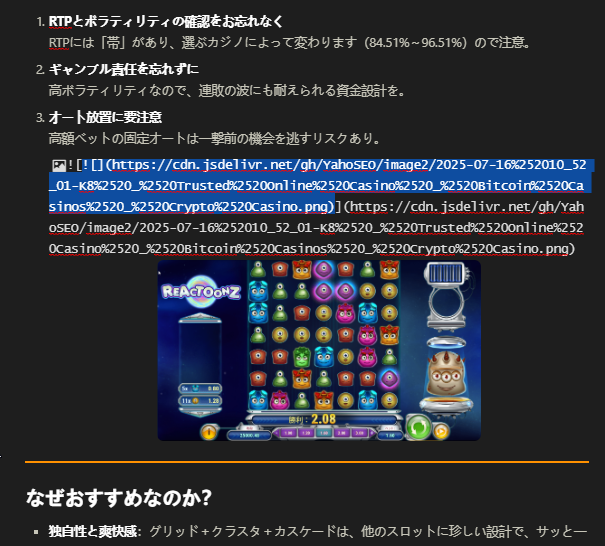 1. RTPとボラティリティの確認をお忘れなく
RTPには「帯」があり、選ぶカジノによって変わります（84.51%～96.51%）ので注意。
2. ギャンブル責任を忘れずに
高ボラティリティなので、連敗の波にも耐えられる資金設計を。
3. オート放置に要注意
高額ベットの固定オートは一撃前の機会を逃すリスクあり。
![![](https://cdn.jsdelivr.net/gh/YahoSEO/image2/2025-07-16%252010_52
_01-K8%2520_%2520Trusted%2520Online%2520Casino%2520_%2520Bitcoin%2520Ca
sinos%2520_%2520Crypto%2520Casino.png)](https://cdn.jsdelivr.net/gh/Yah
oSEO/image2/2025-07-16%252010_52_01-K8%2520_%2520Trusted%2520Online%252
0Casino%2520_%2520Bitcoin%2520Casinos%2520_%2520Crypto%2520Casino.png)
REACTOONZ
勝利：2.08
なぜおすすめなのか？
独自性と爽快感：グリッド＋クラスタ＋カスケードは、他のスロットに珍しい設計で、サッと一